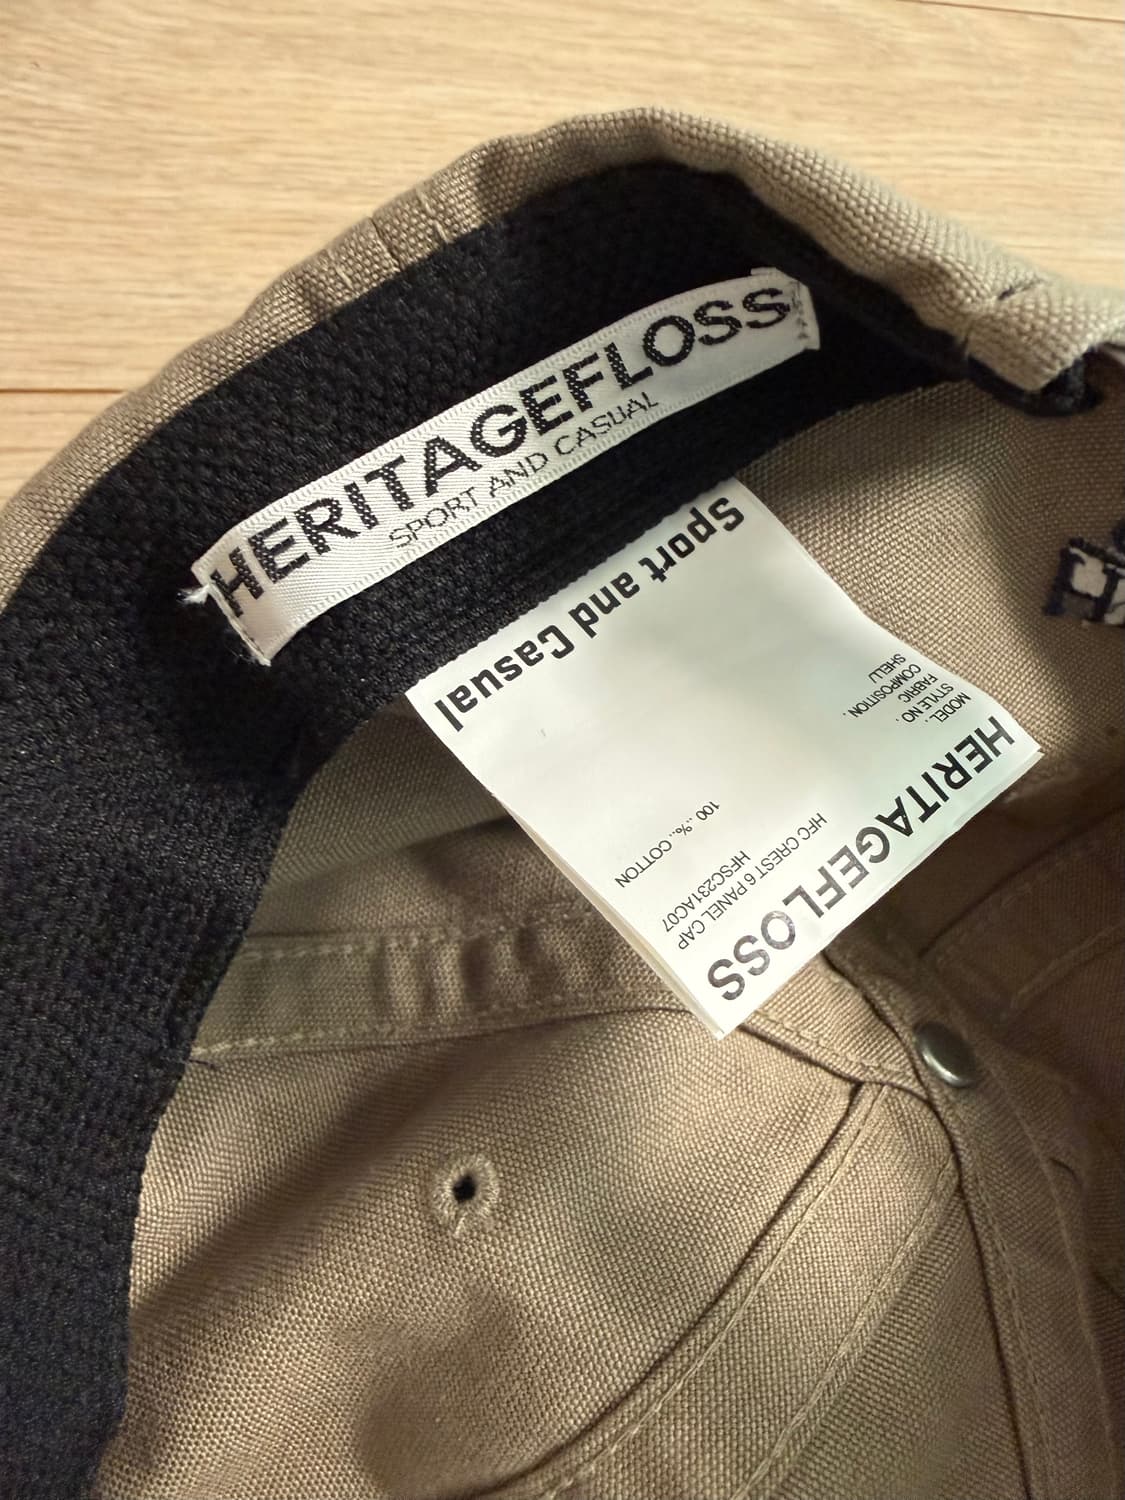 HERITAGEFLOSS
SPORT AND CASUAL
HERITAGEFLOSS
MODEL. HFC CREST 6 PANEL CAP
STYLE NO. HFSC231AC07
FABRIC
COMPOSITION.
SHELL/ 100 ..%.. COTTON
Sport and Casual